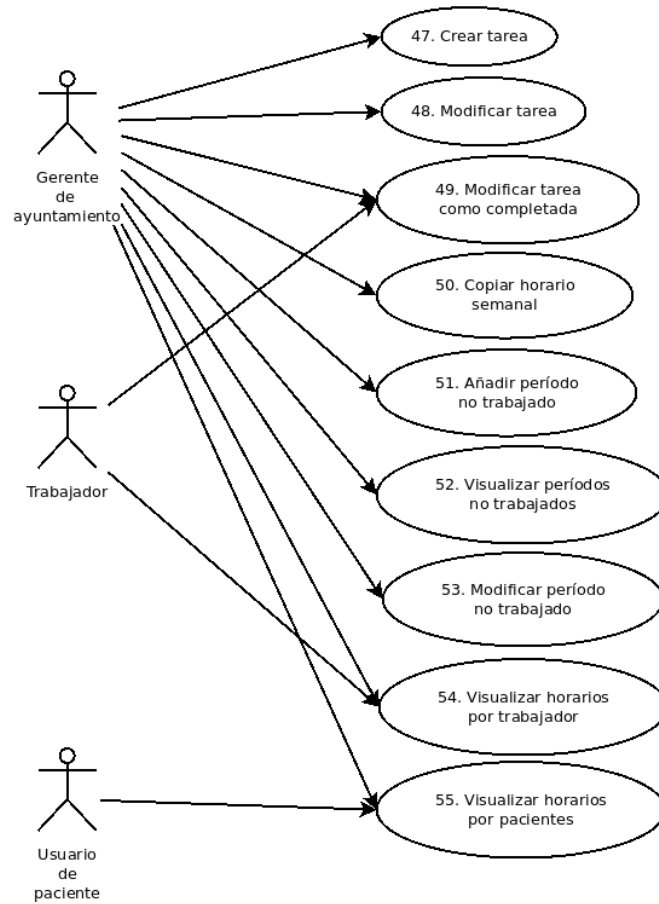 47. Crear tarea
48. Modificar tarea
Gerente
de
ayuntamiento
49. Modificar tarea
como completada
50. Copiar horario
semanal
51. Añadir período
no trabajado
Trabajador
52. Visualizar períodos
no trabajados
53. Modificar período
no trabajado
54. Visualizar horarios
por trabajador
55. Visualizar horarios
por pacientes
Usuario
de
paciente